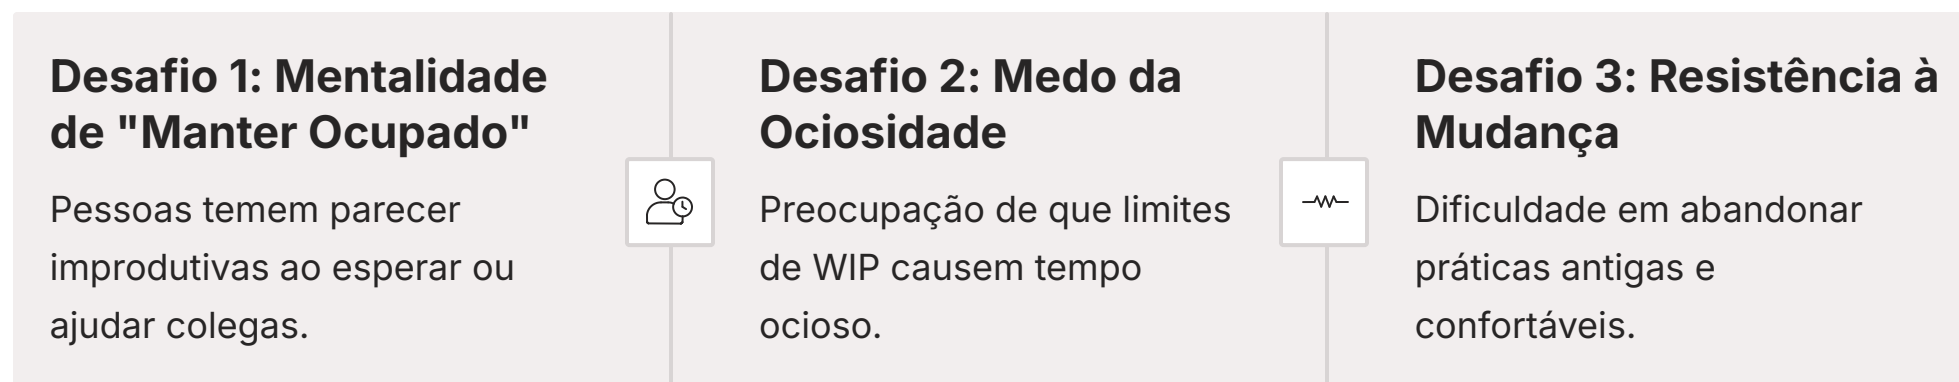 Desafio 1: Mentalidade
de "Manter Ocupado"
Pessoas temem parecer
improdutivas ao esperar ou
ajudar colegas.
Desafio 2: Medo da
Ociosidade
Preocupação de que limites
de WIP causem tempo
ocioso.
Desafio 3: Resistência à
Mudança
Dificuldade em abandonar
práticas antigas e
confortáveis.